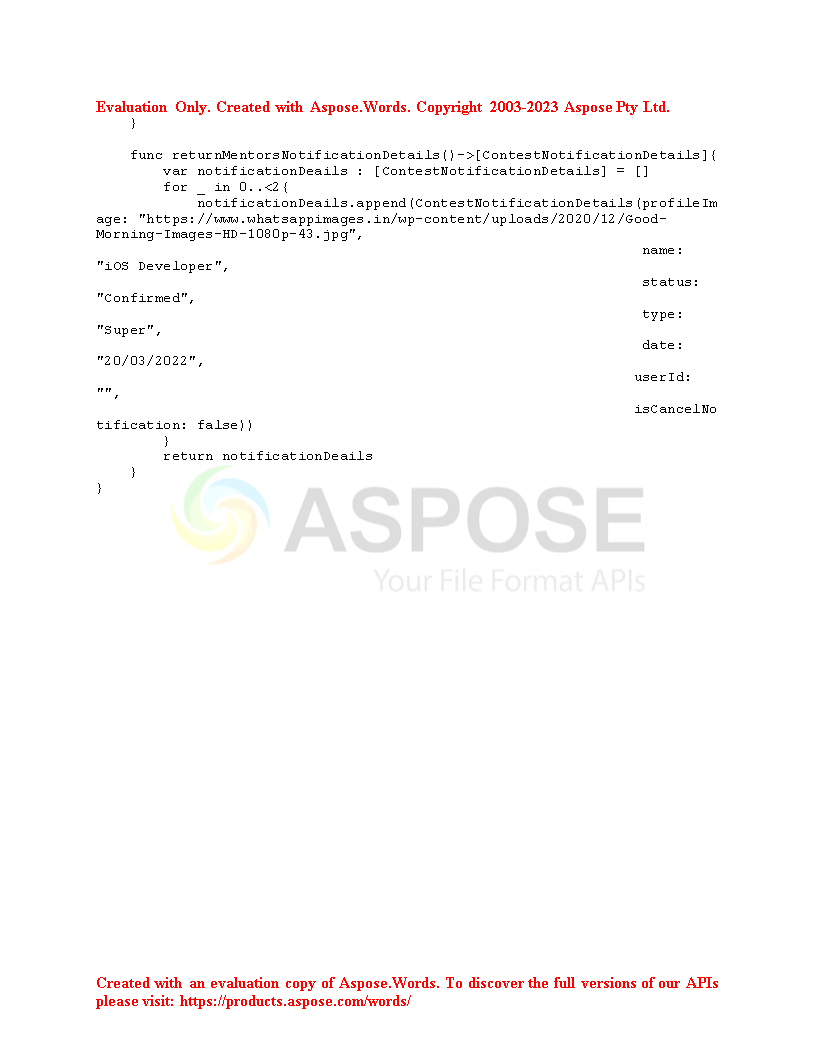 Evaluation Only. Created with Aspose.Words. Copyright 2003-2023 Aspose Pty Ltd.
    }
    func returnMentorsNotificationDetails()->[ContestNotificationDetails]{
        var notificationDeails : [ContestNotificationDetails] = []
        for _ in 0..<2{
            notificationDeails.append(ContestNotificationDetails(profileIm
age: "https://www.whatsappimages.in/wp-content/uploads/2020/12/Good-
Morning-Images-HD-1080p-43.jpg",
                                                                 name:
"iOS Developer",
                                                                 status:
"Confirmed",
                                                                 type:
"Super",
                                                                 date:
"20/03/2022",
                                                                userId:
"",
                                                                isCancelNo
tification: false))
        }
        return notificationDeails
    }
}
ASPOSE
Your File Format APIs
Created with an evaluation copy of Aspose.Words. To discover the full versions of our APIs
please visit: https://products.aspose.com/words/